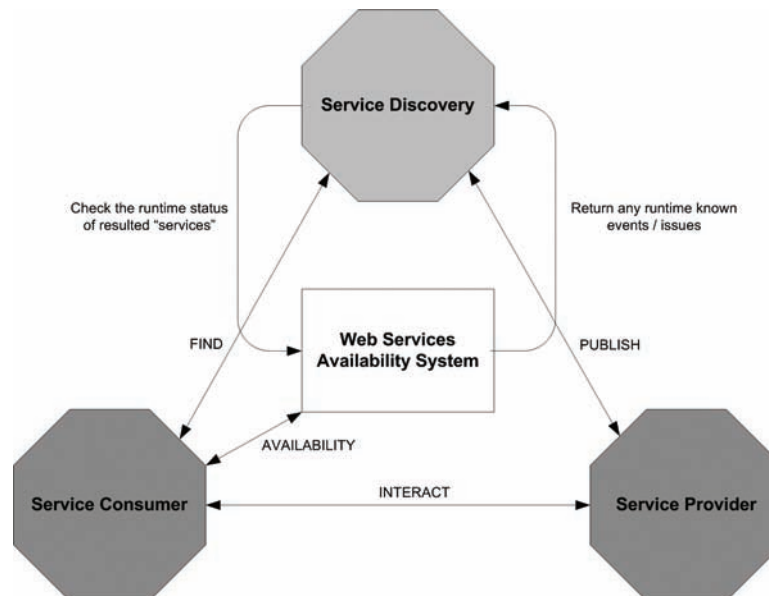 Service Discovery
Check the runtime status
of resulted “services”
Return any runtime known
events / issues
FIND
Web Services
Availability System
PUBLISH
AVAILABILITY
INTERACT
Service Consumer
Service Provider